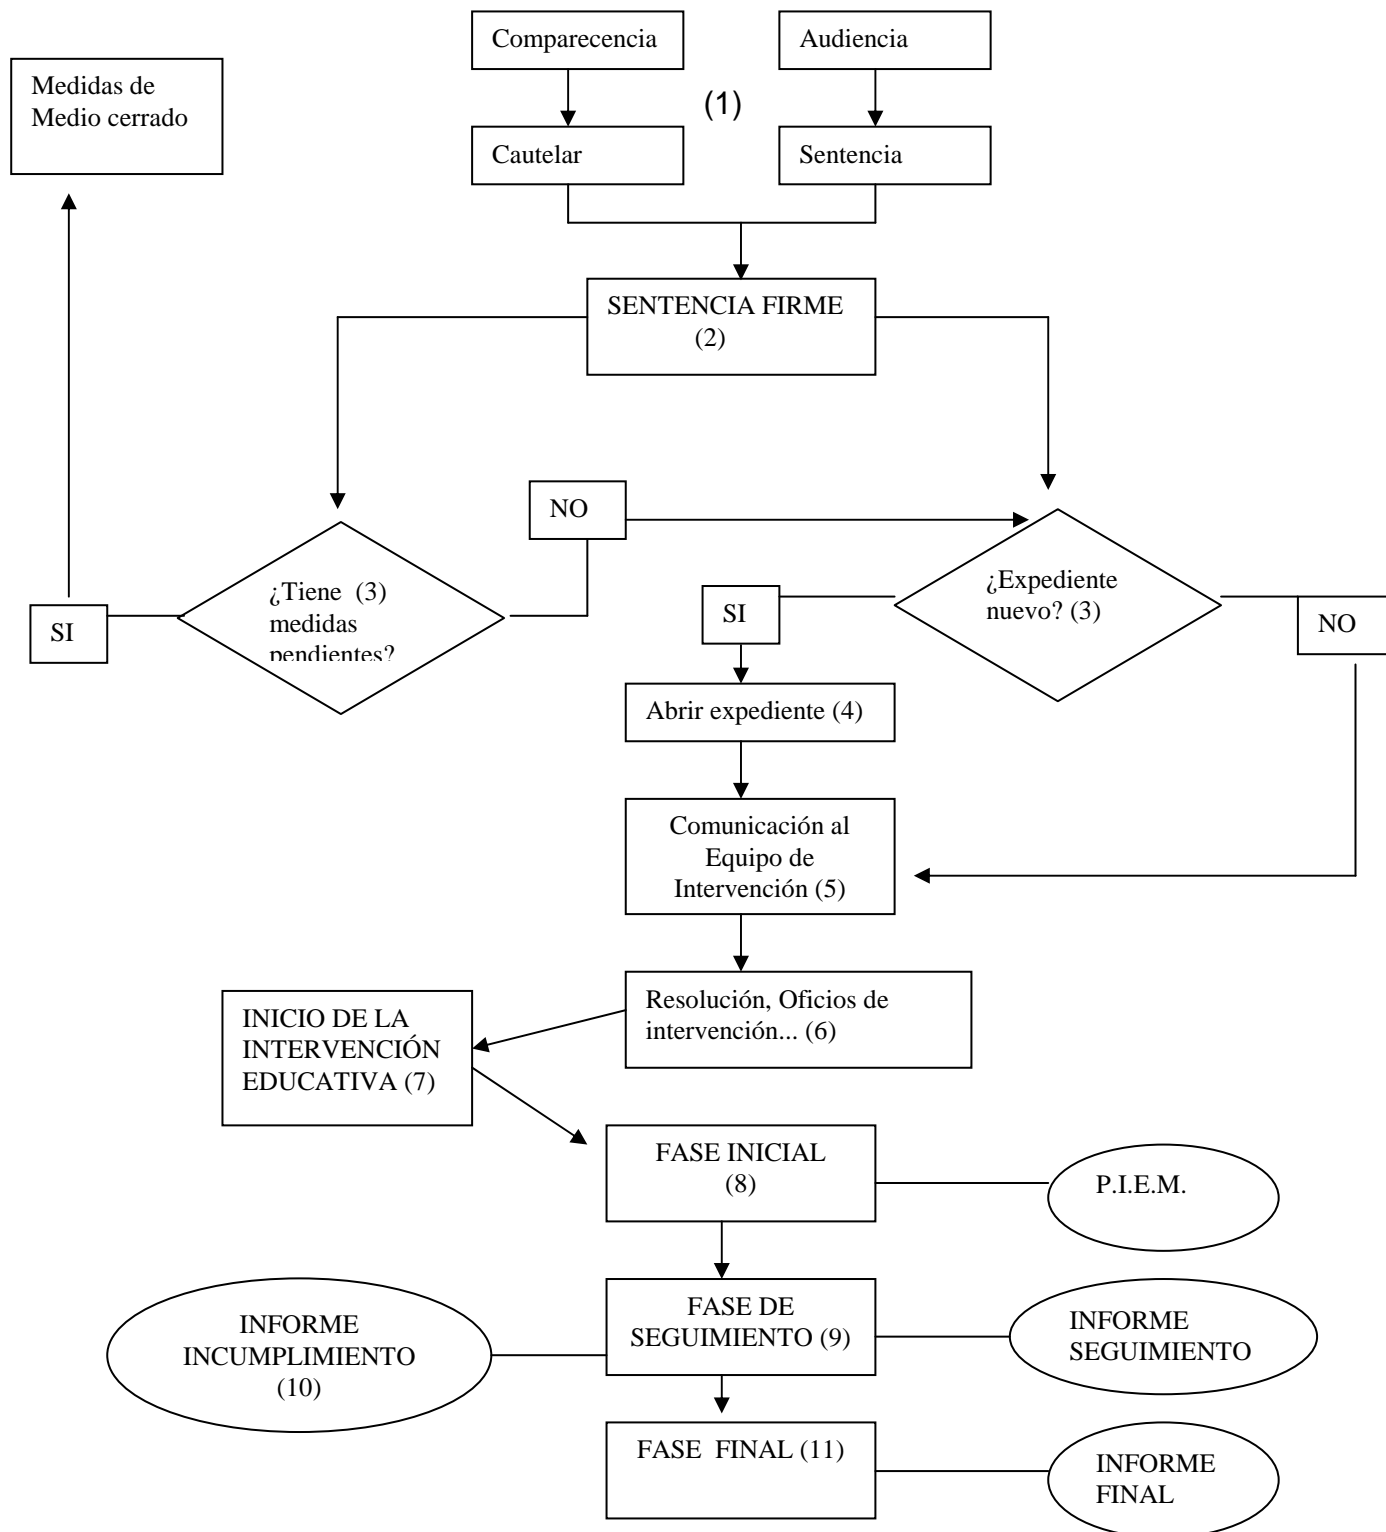 Comparecencia
Audiencia
Medidas de
Medio cerrado
(1)
Cautelar
Sentencia
SENTENCIA FIRME
(2)
NO
¿Tiene (3)
medidas
pendientes?
SI
¿Expediente
nuevo? (3)
SI
NO
Abrir expediente (4)
Comunicación al
Equipo de
Intervención (5)
Resolución, Oficios de
intervención... (6)
INICIO DE LA
INTERVENCIÓN
EDUCATIVA (7)
FASE INICIAL
(8)
P.I.E.M.
FASE DE
SEGUIMIENTO (9)
INFORME
INCUMPLIMIENTO
(10)
INFORME
SEGUIMIENTO
FASE FINAL (11)
INFORME
FINAL